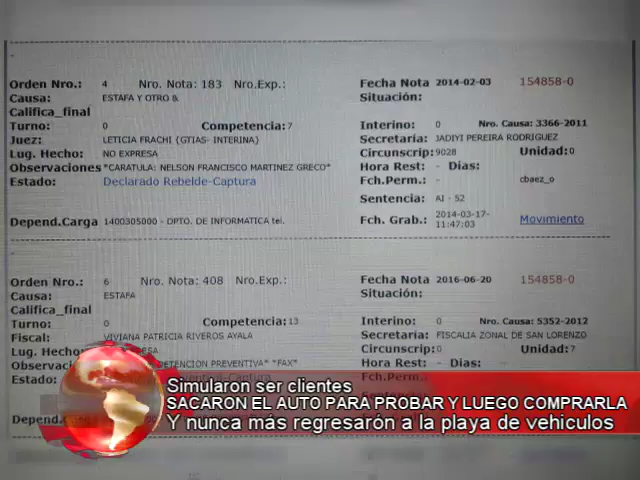 Orden Nro.: 4 Nro. Nota: 183 Nro.Exp.: Fecha Nota 2014-02-03 154858-0
Causa: ESTAFA Y OTRO &. Situación:
Califica_final
Turno: 0 Competencia:7 Interino: 0 Nro. Causa: 3366-2011
Juez: LETICIA FRACHI (GTIAS- INTERINA) Secretaria: JADIYI PEREIRA RODRIGUEZ
Lug. Hecho: NO EXPRESA Circunscrip:9028 Unidad:0
Observaciones *CARATULA: NELSON FRANCISCO MARTINEZ GRECO* Hora Rest: - Dias:
Estado: Declarado Rebelde-Captura Fch.Perm.: - cbaez_o
Sentencia: AI - 52
Depend.Carga 1400305000 - DPTO. DE INFORMATICA tel. Fch. Grab.: 2014-03-17- 11:47:03 Movimiento
Orden Nro.: 6 Nro. Nota: 408 Nro.Exp.: Fecha Nota 2016-06-20 154858-0
Causa: ESTAFA Situación:
Califica_final
Turno: 0 Competencia:13 Interino: 0 Nro. Causa: 5352-2012
Fiscal: VIVIANA PATRICIA RIVEROS AYALA Secretaria: FISCALIA ZONAL DE SAN LORENZO
Lug. Hecho: Circunscrip:0 Unidad:7
DETENCION PREVENTIVA* *FAX* Hora Rest: - Dias:
Estado: Fch.Perm.:
Simularon ser clientes
SACARON EL AUTO PARA PROBAR Y LUEGO COMPRARLA
Y nunca más regresarón a la playa de vehiculos